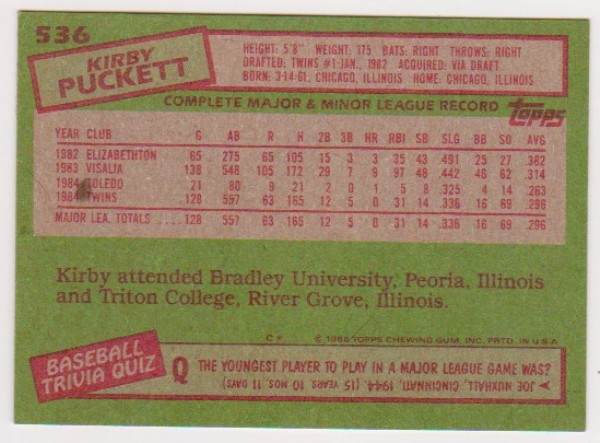 536
KIRBY
PUCKETT
HEIGHT: 5'8" WEIGHT: 175 BATS: RIGHT THROWS: RIGHT
DRAFTED: TWINS #1-JAN., 1982 ACQUIRED: VIA DRAFT
BORN: 3-14-61, CHICAGO, ILLINOIS HOME: CHICAGO, ILLINOIS
COMPLETE MAJOR & MINOR LEAGUE RECORD topps
YEAR CLUB G AB R H 2B 3B HR RBI SB SLG BB SO AVG
1982 ELIZABETHTON 65 275 65 105 15 3 3 35 43 .491 25 27 .382
1983 VISALIA 138 548 105 172 29 7 9 97 48 .442 46 62 .314
1984 TOLEDO 21 80 9 21 2 0 1 5 8 .325 4 14 .263
1984 TWINS 128 557 63 165 12 5 0 31 14 .336 16 69 .296
MAJOR LEA. TOTALS 128 557 63 165 12 5 0 31 14 .336 16 69 .296
Kirby attended Bradley University, Peoria, Illinois
and Triton College, River Grove, Illinois.
C* © 1985 TOPPS CHEWING GUM, INC. PRTD. IN U.S.A.
BASEBALL
TRIVIA QUIZ
Q THE YOUNGEST PLAYER TO PLAY IN A MAJOR LEAGUE GAME WAS?
A JOE NUXHALL, CINCINNATI, 1944 (15 YEARS, 10 MOS, 11 DAYS)